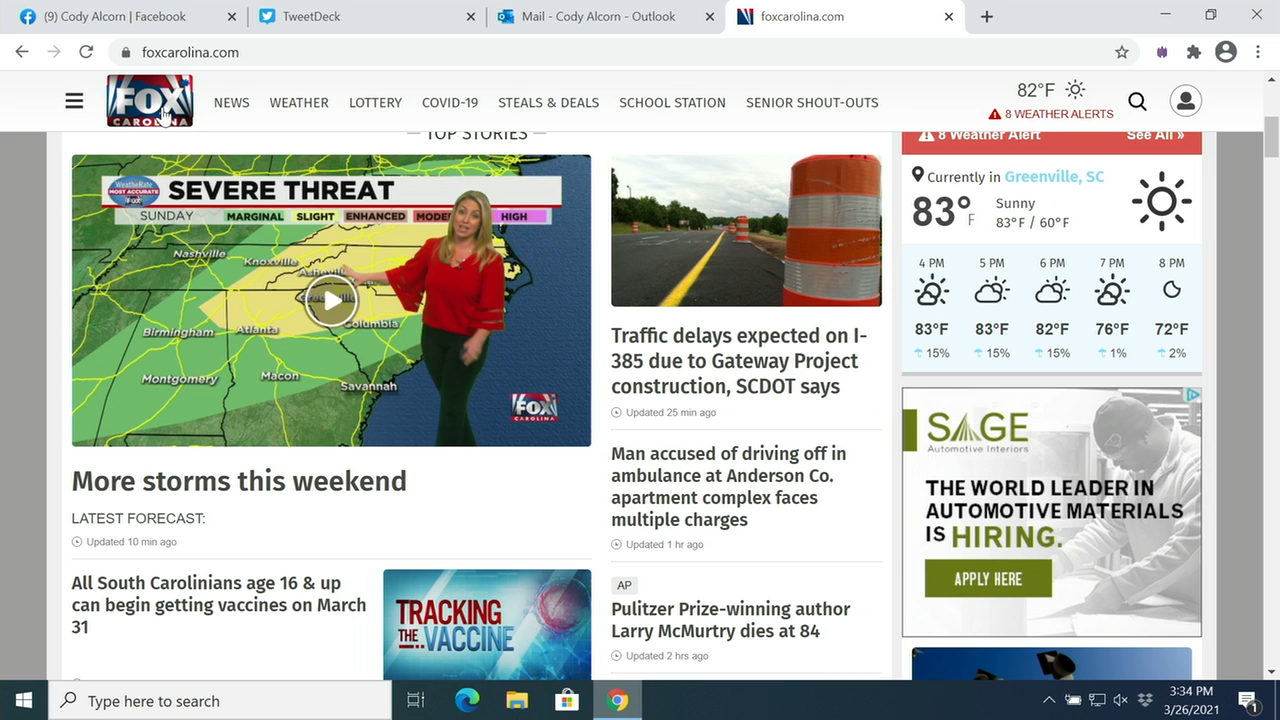 (9) Cody Alcorn | Facebook
TweetDeck
Mail - Cody Alcorn - Outlook
foxcarolina.com
foxcarolina.com
FOX
CAROLINA
NEWS
WEATHER
LOTTERY
COVID-19
STEALS & DEALS
SCHOOL STATION
SENIOR SHOUT-OUTS
82°F
8 WEATHER ALERTS
— TOP STORIES —
WeatheRate
MOST ACCURATE
SEVERE THREAT
SUNDAY
MARGINAL
SLIGHT
ENHANCED
MODE
HIGH
Nashville
Knoxville
Asheville
Greenville
Columbia
Birmingham
Atlanta
Montgomery
Macon
Savannah
FOX
CAROLINA
More storms this weekend
LATEST FORECAST:
Updated 10 min ago
All South Carolinians age 16 & up
can begin getting vaccines on March
31
TRACKING
THE VACCINE
Traffic delays expected on I-
385 due to Gateway Project
construction, SCDOT says
Updated 25 min ago
Man accused of driving off in
ambulance at Anderson Co.
apartment complex faces
multiple charges
Updated 1 hr ago
AP
Pulitzer Prize-winning author
Larry McMurtry dies at 84
Updated 2 hrs ago
8 Weather Alert
See All »
Currently in Greenville, SC
83°F
Sunny
83°F / 60°F
4 PM 5 PM 6 PM 7 PM 8 PM
83°F 83°F 82°F 76°F 72°F
15% 15% 15% 1% 2%
SAGE
Automotive Interiors
THE WORLD LEADER IN
AUTOMOTIVE MATERIALS
IS HIRING.
APPLY HERE
Type here to search
3:34 PM
3/26/2021
1